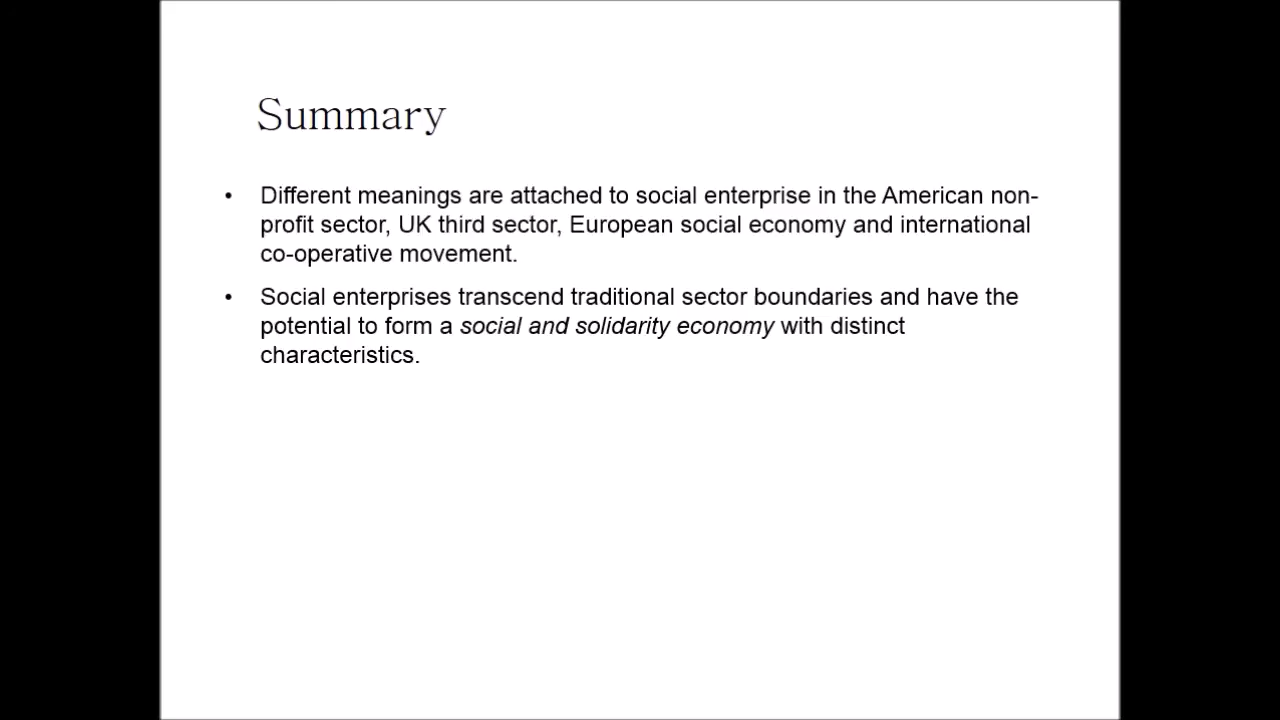 Summary
• Different meanings are attached to social enterprise in the American non-
profit sector, UK third sector, European social economy and international
co-operative movement.
• Social enterprises transcend traditional sector boundaries and have the
potential to form a social and solidarity economy with distinct
characteristics.